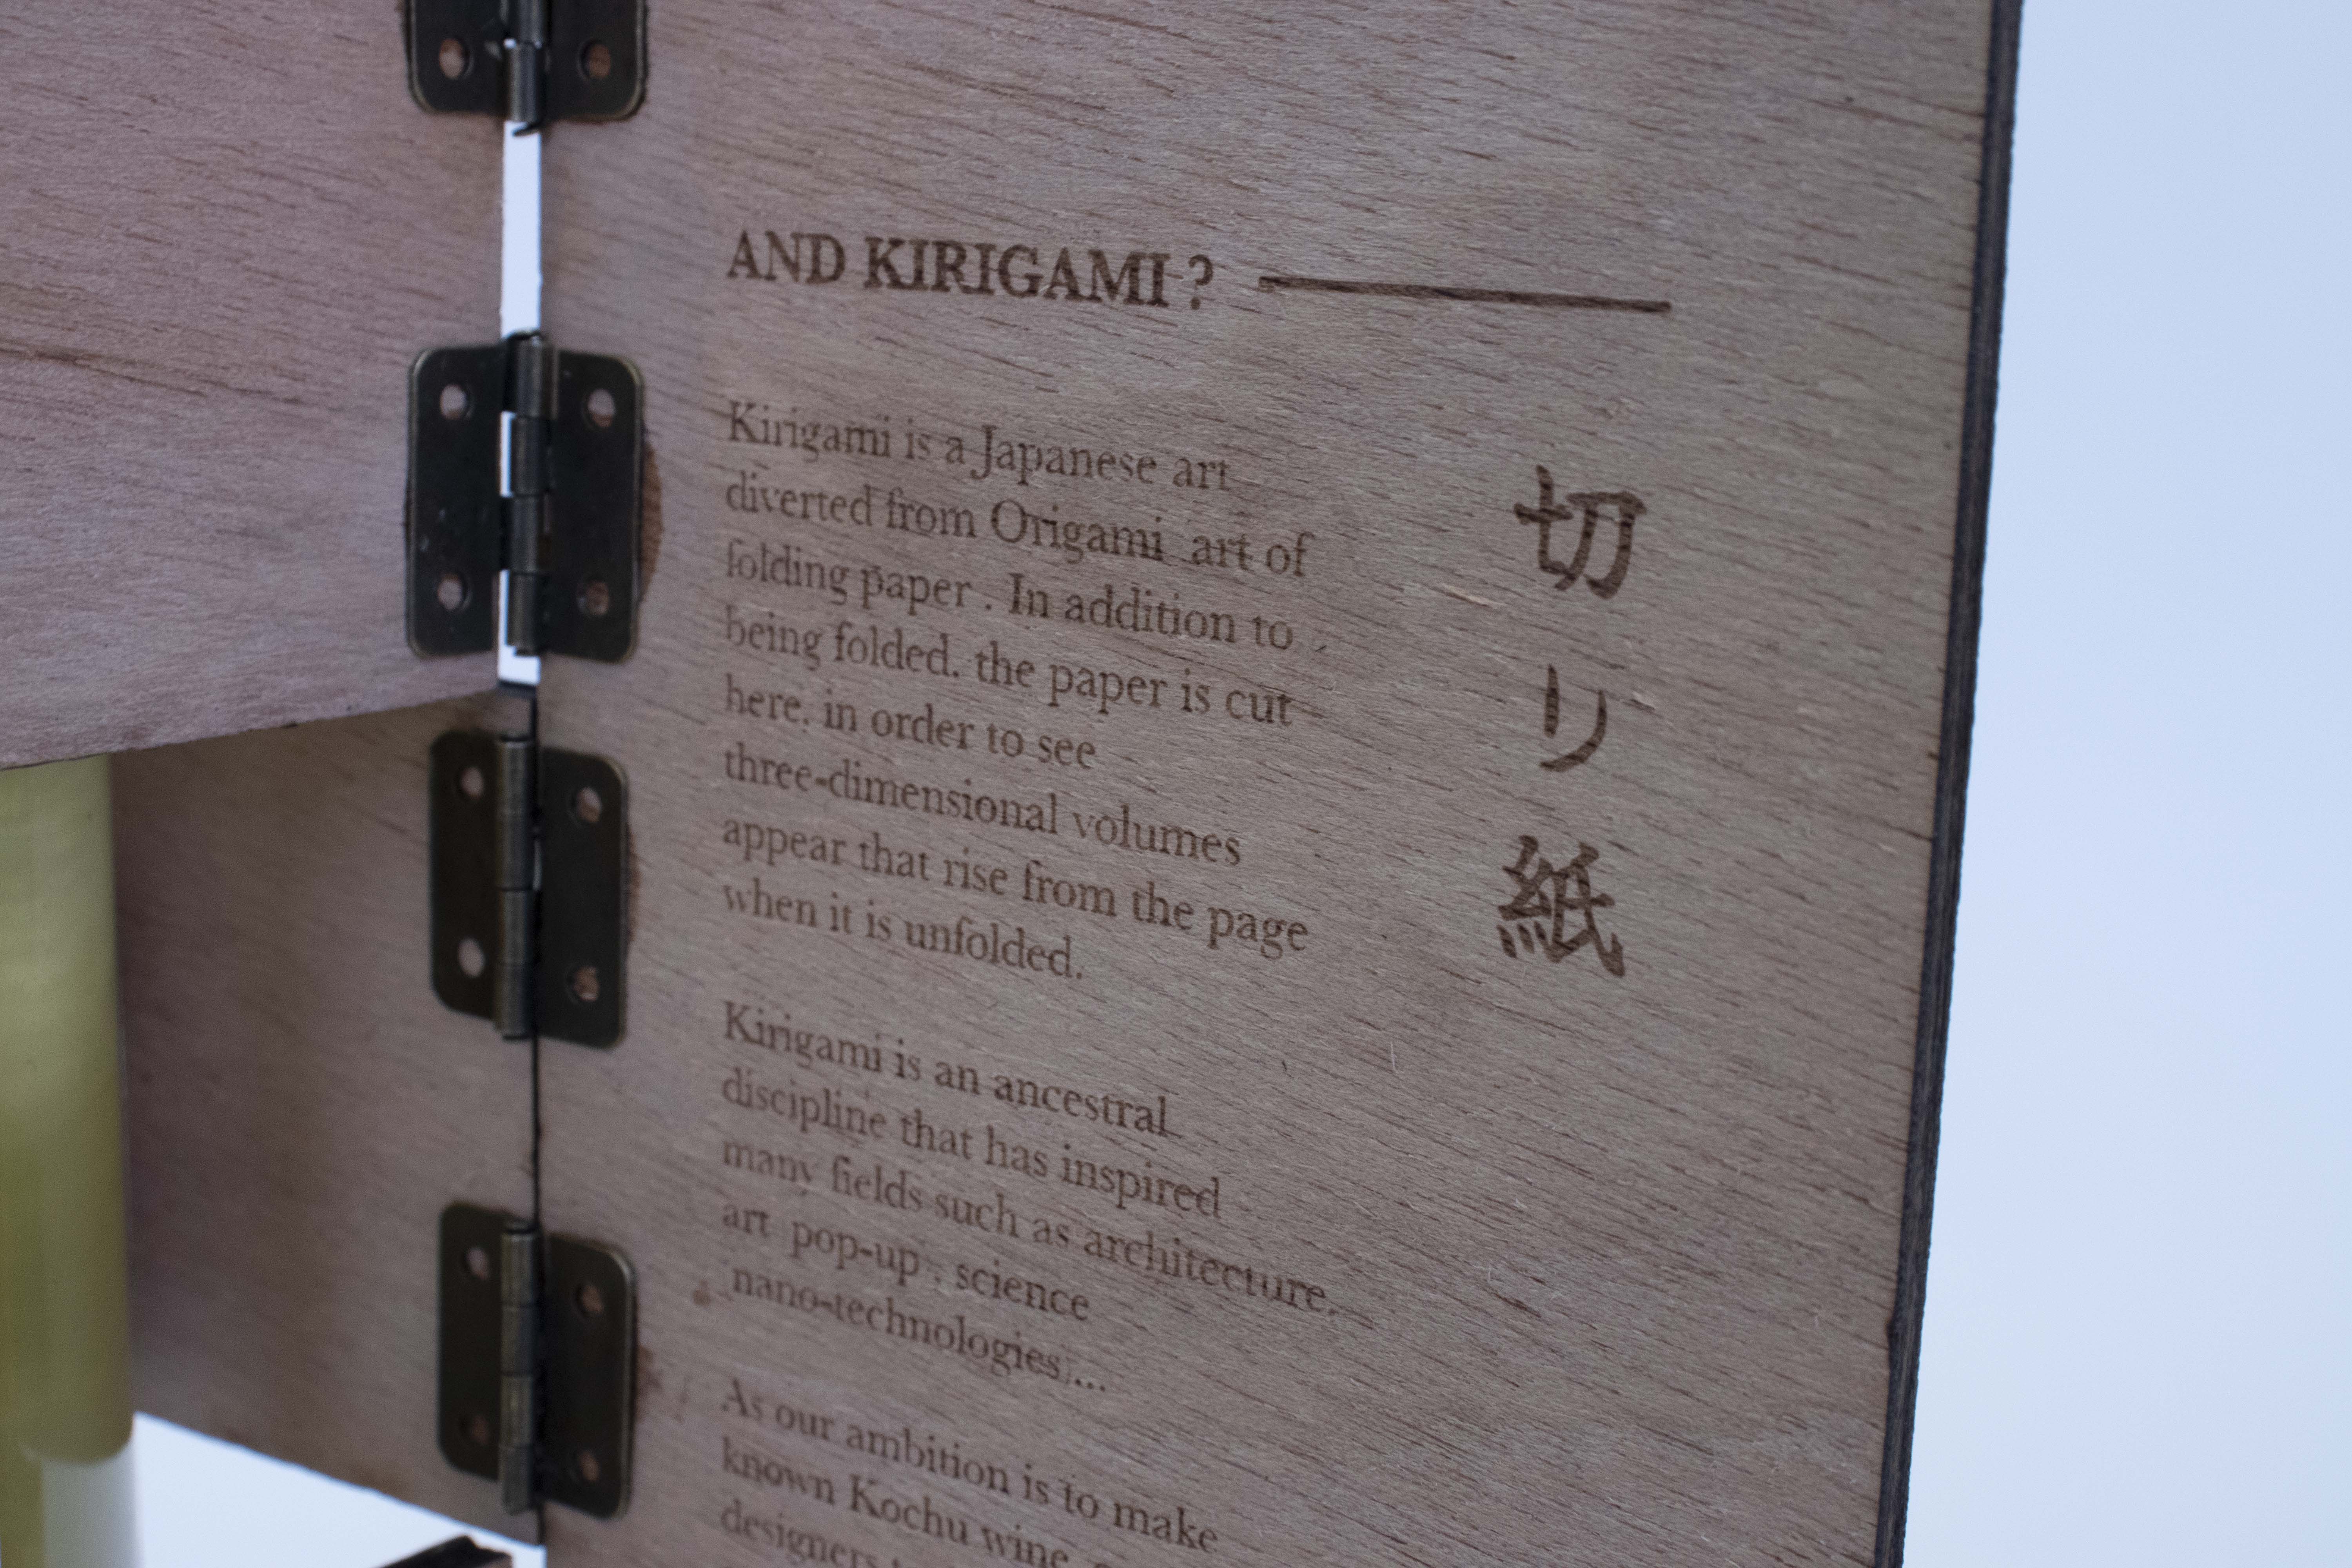 AND KIRIGAMI ?
Kirigami is a Japanese art
diverted from Origami art of
folding paper . In addition to
being folded. the paper is cut
here. in order to see
three-dimensional volumes
appear that rise from the page
when it is unfolded.
切
リ
紙
Kirigami is an ancestral
discipline that has inspired
many fields such as architecture.
art pop-up . science
nano-technologies)...
As our ambition is to make
known Kochu wine
designers